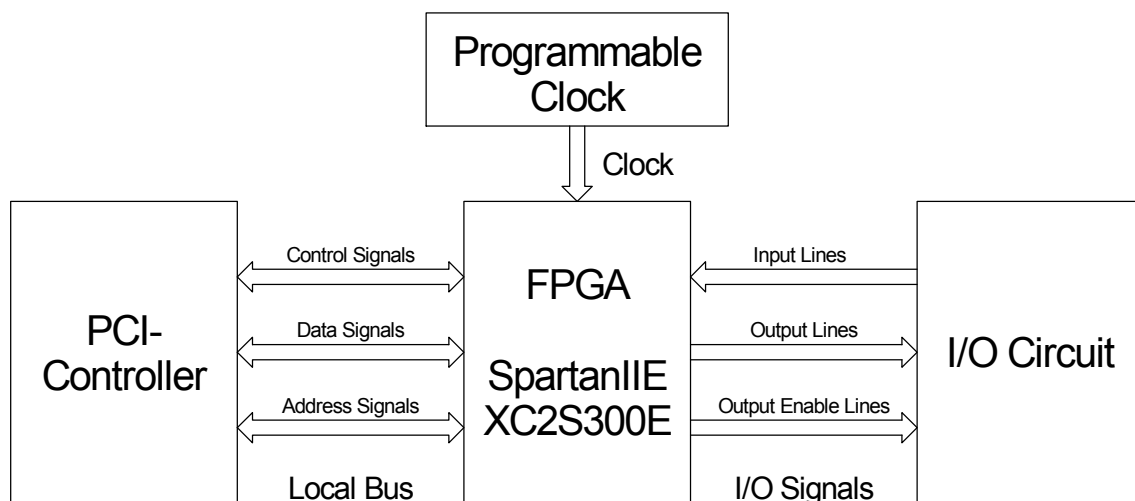 Programmable
Clock
Clock
Control Signals
Data Signals
Address Signals
Local Bus
PCI-
Controller
FPGA
SpartanIIE
XC2S300E
Input Lines
Output Lines
Output Enable Lines
I/O Signals
I/O Circuit